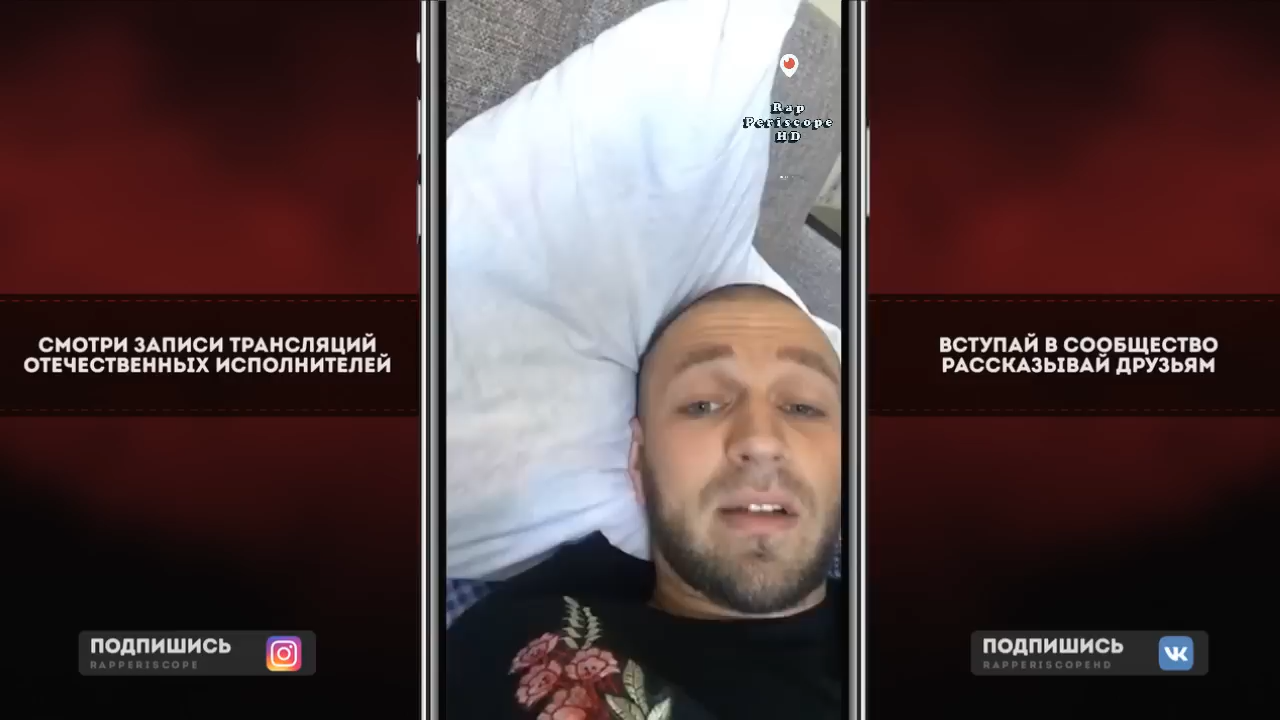 Rap
Periscope
HD
СМОТРИ ЗАПИСИ ТРАНСЛЯЦИЙ
ОТЕЧЕСТВЕННЫХ ИСПОЛНИТЕЛЕЙ
ВСТУПАЙ В СООБЩЕСТВО
РАССКАЗЫВАЙ ДРУЗЬЯМ
ПОДПИШИСЬ
RAPPERISCOPE
ПОДПИШИСЬ
RAPPERISCOPEHD